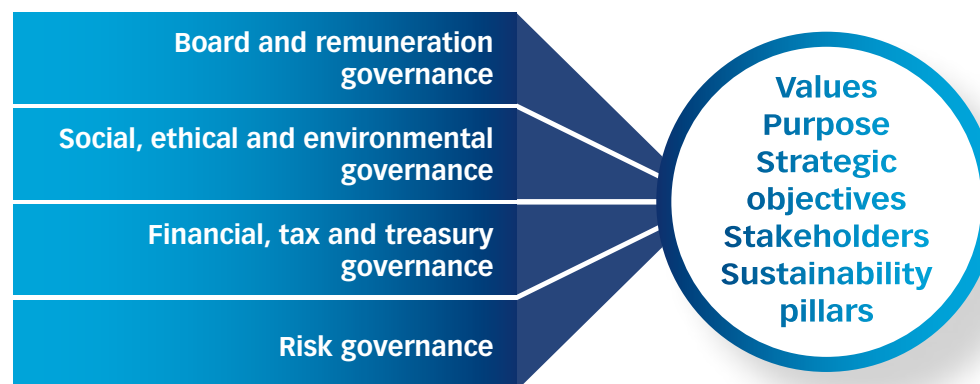 Board and remuneration
governance
Social, ethical and environmental
governance
Financial, tax and treasury
governance
Risk governance
Values
Purpose
Strategic
objectives
Stakeholders
Sustainability
pillars